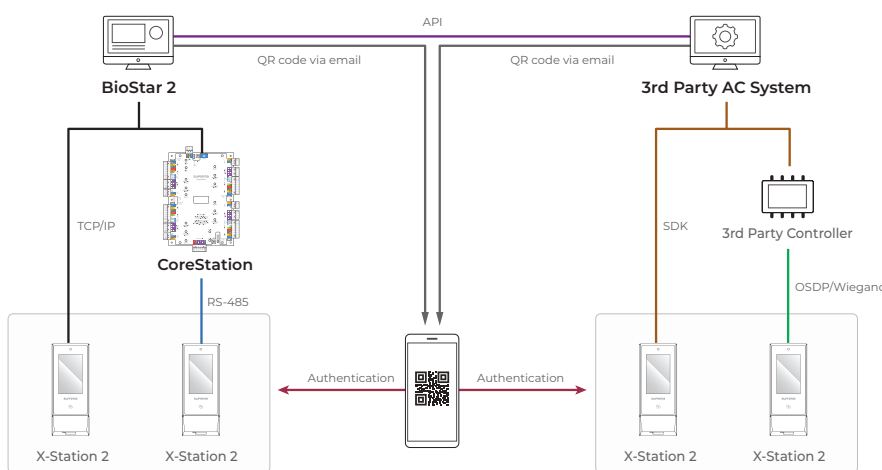 API
QR code via email
QR code via email
BioStar 2
3rd Party AC System
TCP/IP
SDK
3rd Party Controller
CoreStation
RS-485
OSDP/Wiegand
Authentication
Authentication
X-Station 2
X-Station 2
X-Station 2
X-Station 2